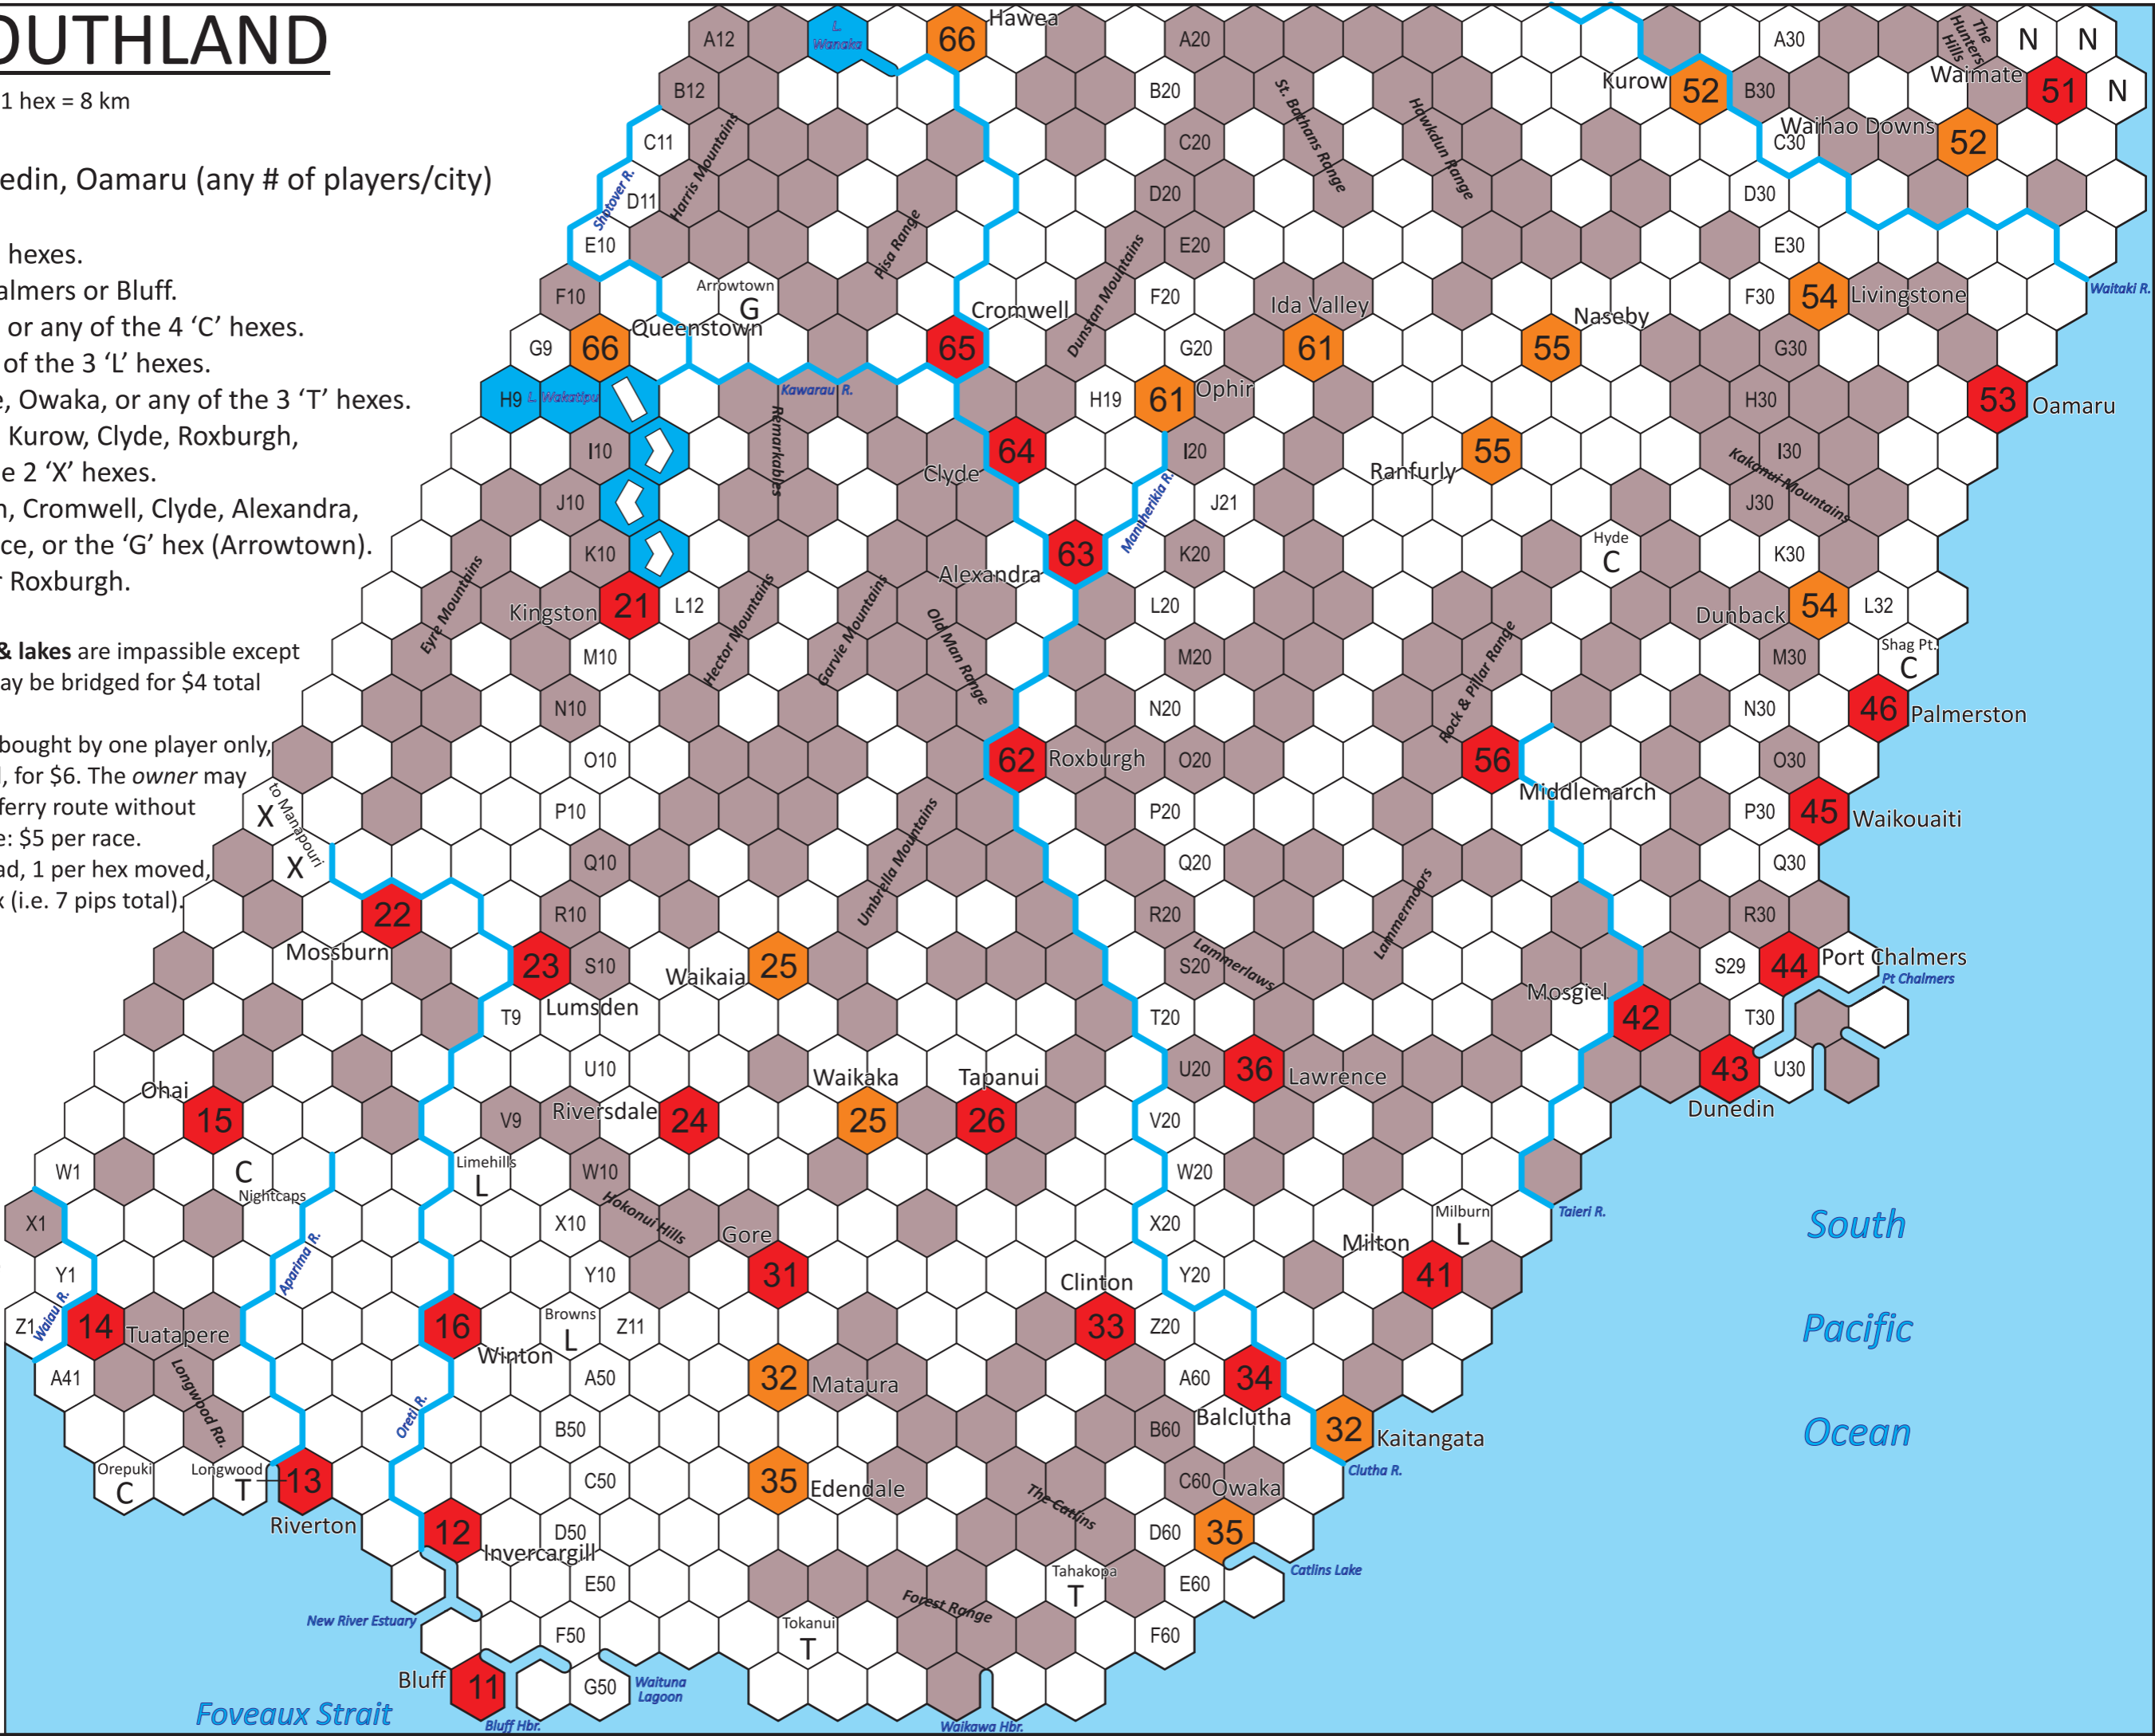 OUTHLAND
1 hex = 8 km
edin, Oamaru (any # of players/city)
hexes.
almers or Bluff.
or any of the 4 ‘C’ hexes.
of the 3 ‘L’ hexes.
e, Owaka, or any of the 3 ‘T’ hexes.
Kurow, Clyde, Roxburgh,
e 2 ‘X’ hexes.
n, Cromwell, Clyde, Alexandra,
ce, or the ‘G’ hex (Arrowtown).
r Roxburgh.
& lakes are impassible except
ay be bridged for $4 total
bought by one player only,
l, for $6. The owner may
ferry route without
e: $5 per race.
ad, 1 per hex moved,
x (i.e. 7 pips total).
A12
L. Wanaka
66
Hawea
A20
A30
The Hunters Hills
N
N
B12
B20
St. Bathans Range
Hawkdun Range
Kurow
52
B30
Waimate
51
N
C11
Harris Mountains
C20
C30
Waihao Downs
52
Shotover R.
D11
D20
D30
E10
Pisa Range
Dunstan Mountains
E20
E30
F10
Arrowtown
G
Cromwell
F20
Ida Valley
Naseby
F30
54
Livingstone
Waitaki R.
G9
66
Queenstown
65
G20
61
55
G30
H9
L. Wakatipu
Remarkables
Kawarau R.
H19
61
Ophir
H30
53
Oamaru
I10
Clyde
64
I20
Ranfurly
55
I30
Kakanui Mountains
J10
Manuherikia R.
J21
J30
Eyre Mountains
K10
Alexandra
63
K20
Hyde
C
K30
Kingston
21
L12
Hector Mountains
Garvie Mountains
Old Man Range
L20
Dunback
54
L32
M10
M20
Rock & Pillar Range
M30
Shag Pt.
C
N10
N20
N30
46
Palmerston
O10
62
Roxburgh
O20
56
Middlemarch
O30
X
to Manapouri
P10
Umbrella Mountains
P20
P30
45
Waikouaiti
X
Q10
Q20
Lammermoors
Q30
22
Mossburn
R10
R20
R30
23
Lumsden
S10
Waikaia
25
S20
Lammerlaws
S29
44
Port Chalmers
Pt Chalmers
T9
T20
Mosgiel
42
T30
U10
Waikaka
Tapanui
U20
36
Lawrence
43
Dunedin
U30
Ohai
15
V9
Riversdale
24
25
26
V20
W1
C
Nightcaps
Limehills
L
W10
Hokonui Hills
W20
X1
Aparima R.
X10
Gore
X20
Milton
Milburn
L
Taieri R.
South
Y1
Y10
31
Clinton
Y20
41
Z1
Waiau R.
14
Tuatapere
16
Winton
Browns
L
Z11
33
Z20
Pacific
A41
Longwood Ra.
Oreti R.
A50
32
Mataura
A60
34
Balclutha
B50
B60
32
Kaitangata
Ocean
Orepuki
C
Longwood
T
13
Riverton
C50
35
Edendale
The Catlins
C60
Owaka
Clutha R.
12
Invercargill
D50
D60
35
Catlins Lake
New River Estuary
E50
Forest Range
Tahakopa
T
E60
F50
Tokanui
T
F60
Bluff
11
G50
Waituna
Lagoon
Foveaux Strait
Bluff Hbr.
Waikawa Hbr.